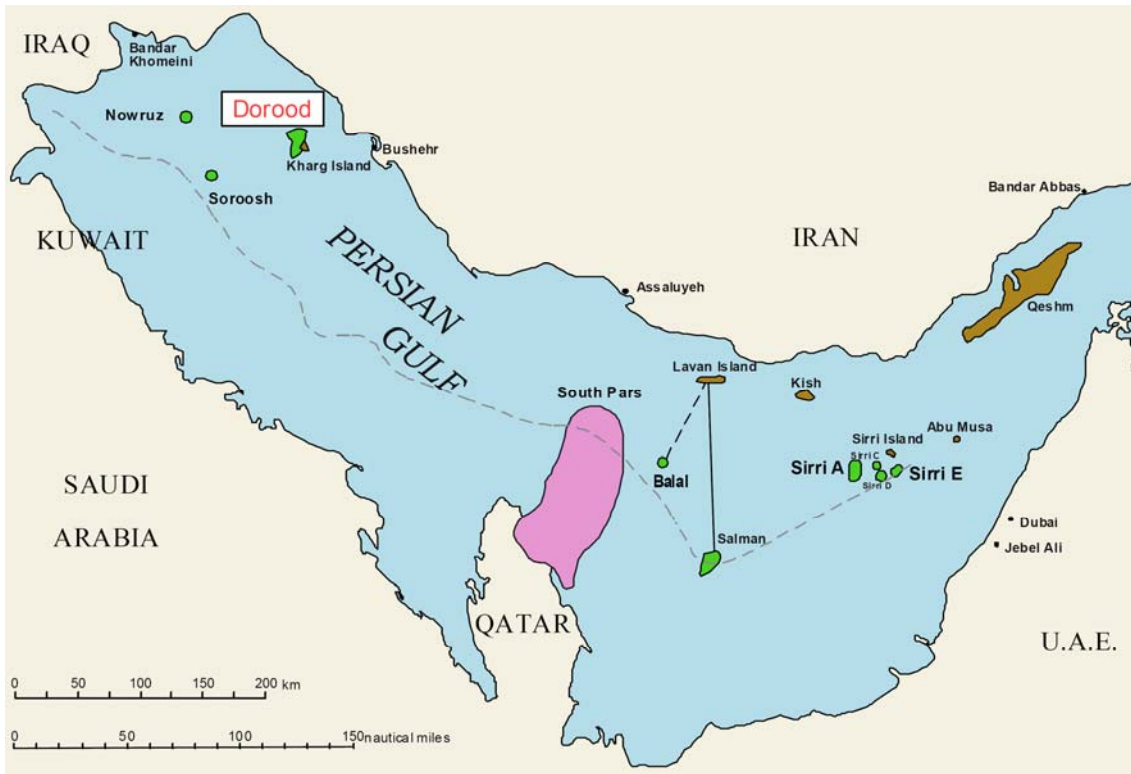 IRAQ
Bandar
Khomeini
Nowruz
Dorood
Kharg Island
Bushehr
Soroosh
KUWAIT
PERSIAN
GULF
IRAN
Bandar Abbas
Assaluyeh
Qeshm
Lavan Island
Kish
South Pars
Abu Musa
Sirri Island
Sirri C
Sirri A
Sirri D
Sirri E
Balal
SAUDI
ARABIA
Salman
Dubai
Jebel Ali
QATAR
U.A.E.
0 50 100 150 200 km
0 50 100 150 nautical miles